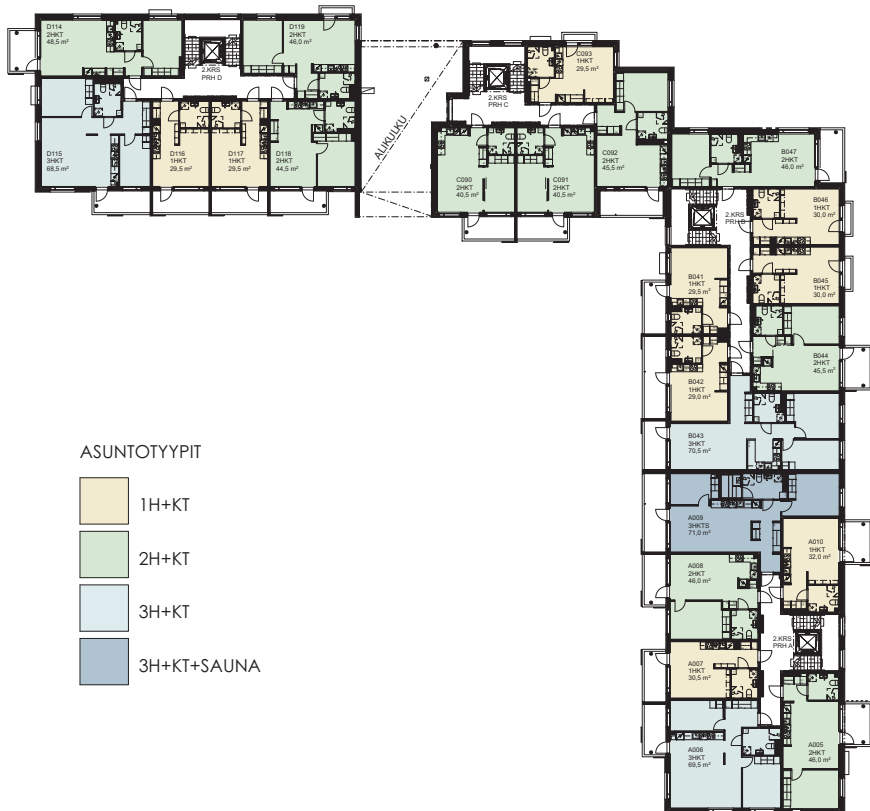 D114
2HKT
48,5 m²
D119
2HKT
46,0 m²
2.KRS
PRH D
D115
3HKT
68,5 m²
D116
1HKT
29,5 m²
D117
1HKT
29,5 m²
D118
2HKT
44,5 m²
ALIKULKU
C093
1HKT
29,5 m²
2.KRS
PRH C
C090
2HKT
40,5 m²
C091
2HKT
40,5 m²
C092
2HKT
45,5 m²
B047
2HKT
46,0 m²
2.KRS
PRH B
B046
1HKT
30,0 m²
B045
1HKT
30,0 m²
B041
1HKT
29,5 m²
B044
2HKT
45,5 m²
B042
1HKT
29,0 m²
B043
3HKT
70,5 m²
A009
3HKTS
71,0 m²
A010
1HKT
32,0 m²
A008
2HKT
46,0 m²
2.KRS
PRH A
A007
1HKT
30,5 m²
A006
3HKT
69,5 m²
A005
2HKT
46,0 m²
ASUNTOTYYPIT
1H+KT
2H+KT
3H+KT
3H+KT+SAUNA